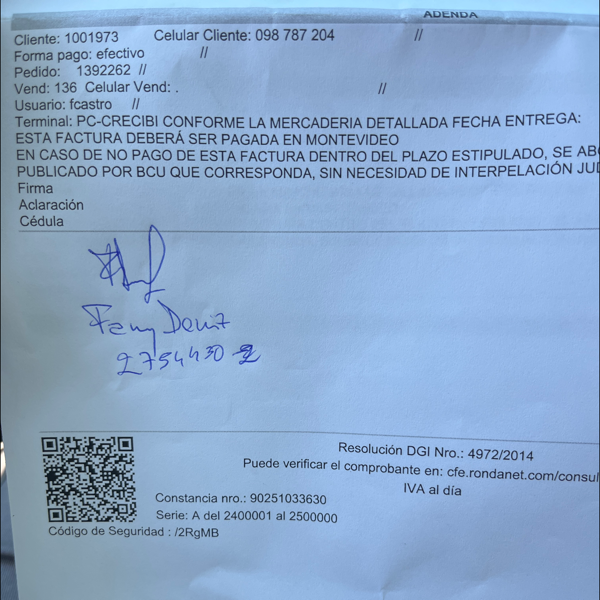 ADENDA
Cliente: 1001973 Celular Cliente: 098 787 204 //
Forma pago: efectivo //
Pedido: 1392262 //
Vend: 136 Celular Vend: . //
Usuario: fcastro //
Terminal: PC-CRECIBI CONFORME LA MERCADERIA DETALLADA FECHA ENTREGA:
ESTA FACTURA DEBERÁ SER PAGADA EN MONTEVIDEO
EN CASO DE NO PAGO DE ESTA FACTURA DENTRO DEL PLAZO ESTIPULADO, SE ABO
PUBLICADO POR BCU QUE CORRESPONDA, SIN NECESIDAD DE INTERPELACIÓN JUD
Firma
Aclaración
Cédula
2754430 2
Resolución DGI Nro.: 4972/2014
Puede verificar el comprobante en: cfe.rondanet.com/consul
IVA al día
Constancia nro.: 90251033630
Serie: A del 2400001 al 2500000
Código de Seguridad : /2RgMB